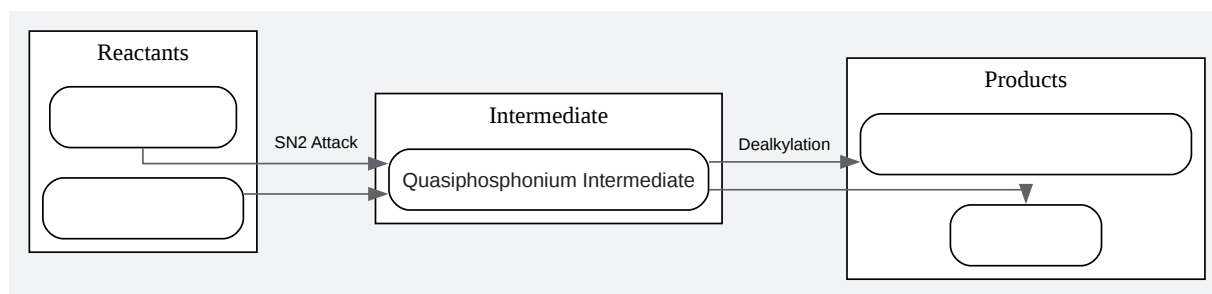 Reactants
SN2 Attack
Intermediate
Quasiphosphonium Intermediate
Dealkylation
Products